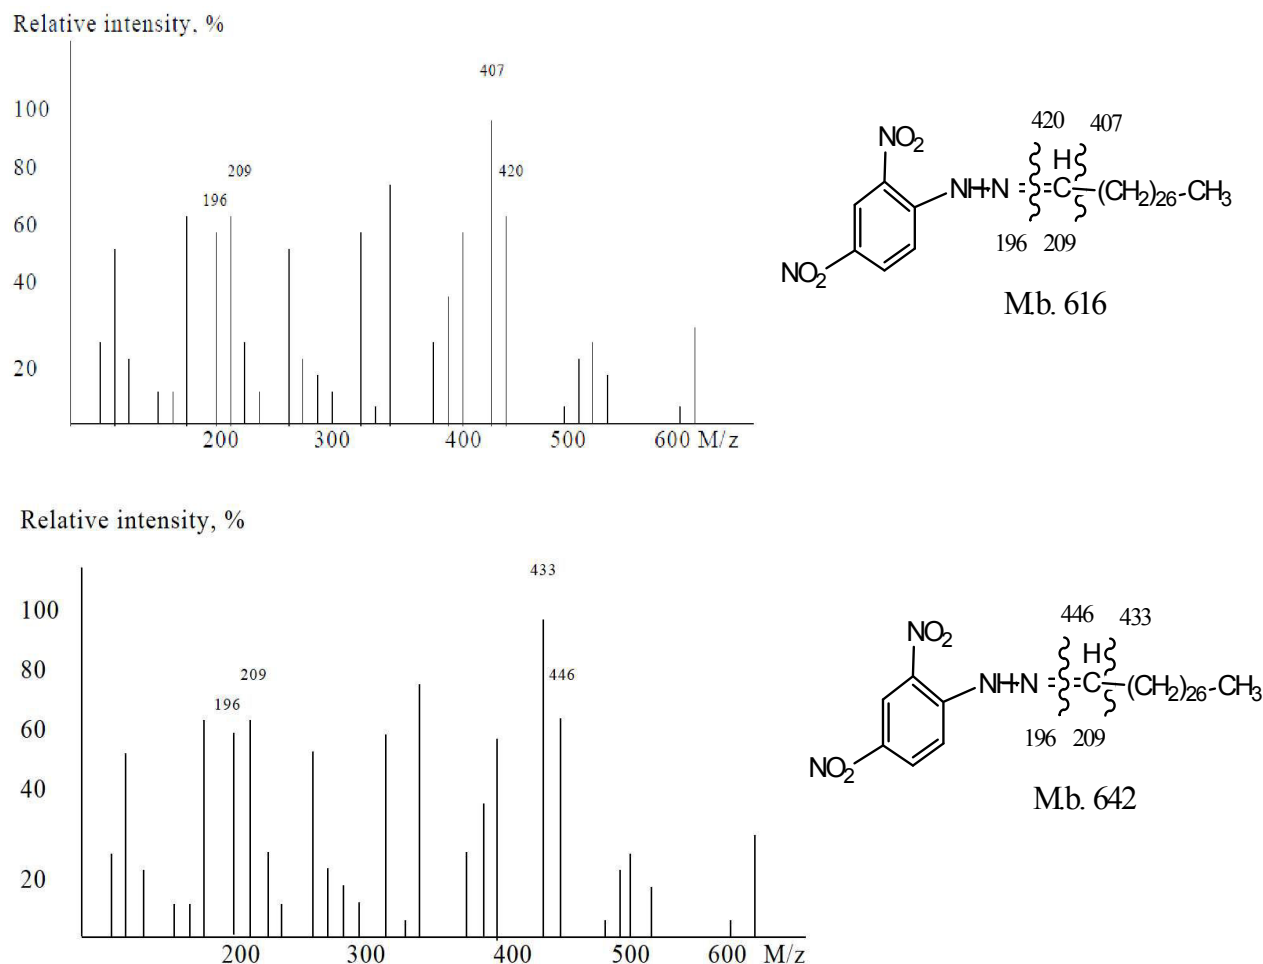 Relative intensity, %
407
100
80
209
420
196
60
40
20
200 300 400 500 600 M/z
420 407
NO2
H
NH-N C-(CH2)26-CH3
196 209
NO2
M.b. 616
Relative intensity, %
433
100
80
209
446
196
60
40
20
200 300 400 500 600 M/z
446 433
NO2
H
NH-N C-(CH2)26-CH3
196 209
NO2
M.b. 642